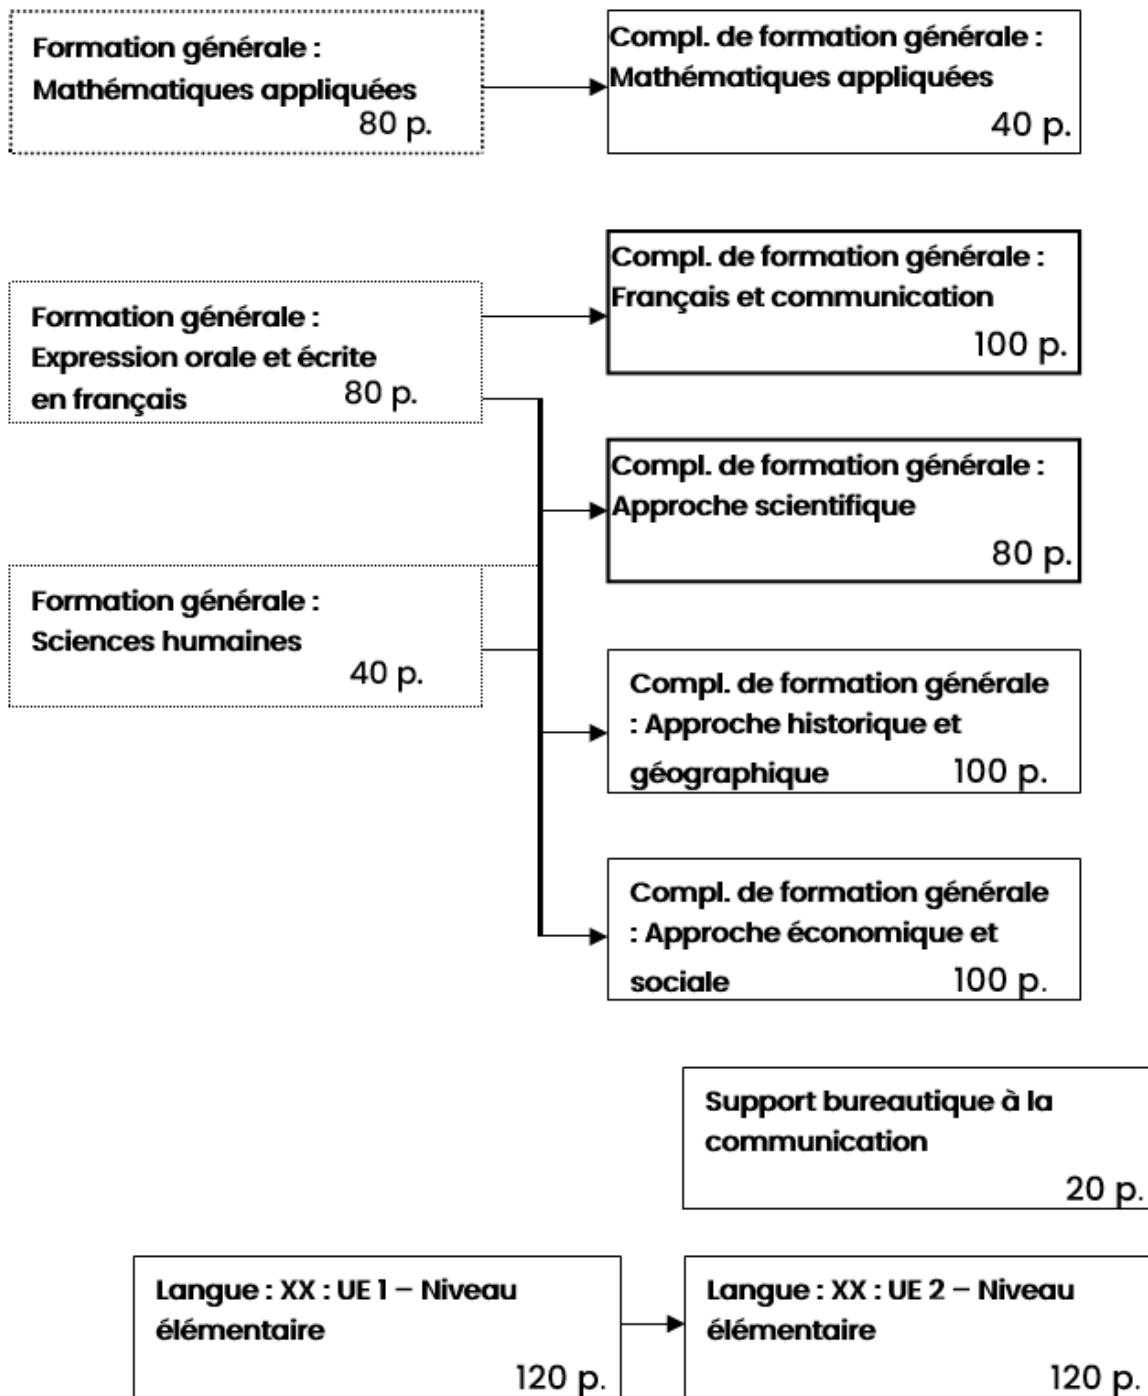 Formation générale :
Mathématiques appliquées
80 p.
Compl. de formation générale :
Mathématiques appliquées
40 p.
Formation générale :
Expression orale et écrite
en français 80 p.
Compl. de formation générale :
Français et communication
100 p.
Compl. de formation générale :
Approche scientifique
80 p.
Formation générale :
Sciences humaines
40 p.
Compl. de formation générale
: Approche historique et
géographique 100 p.
Compl. de formation générale
: Approche économique et
sociale 100 p.
Support bureautique à la
communication
20 p.
Langue : XX : UE 1 – Niveau
élémentaire
120 p.
Langue : XX : UE 2 – Niveau
élémentaire
120 p.